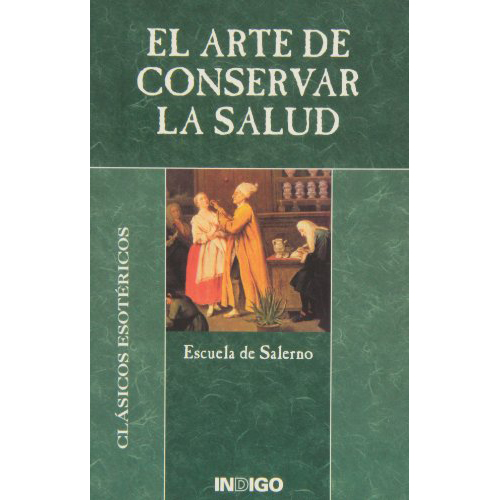 EL ARTE DE
CONSERVAR
LA SALUD
CLÁSICOS ESOTÉRICOS
Escuela de Salerno
INDIGO